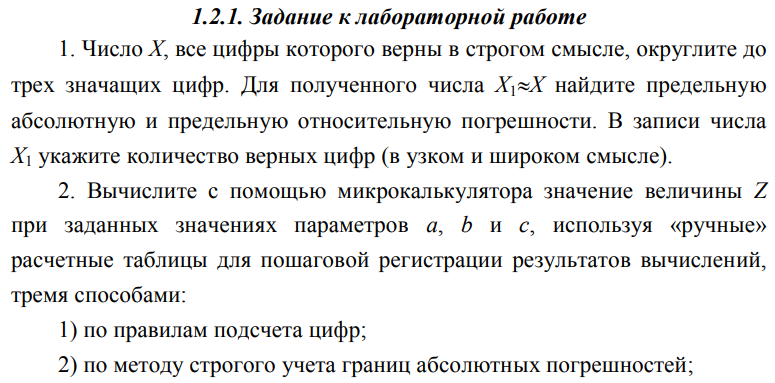 1.2.1. Задание к лабораторной работе
1. Число X, все цифры которого верны в строгом смысле, округлите до
трех значащих цифр. Для полученного числа X₁≈X найдите предельную
абсолютную и предельную относительную погрешности. В записи числа
X₁ укажите количество верных цифр (в узком и широком смысле).
2. Вычислите с помощью микрокалькулятора значение величины Z
при заданных значениях параметров a, b и c, используя «ручные»
расчетные таблицы для пошаговой регистрации результатов вычислений,
тремя способами:
1) по правилам подсчета цифр;
2) по методу строгого учета границ абсолютных погрешностей;